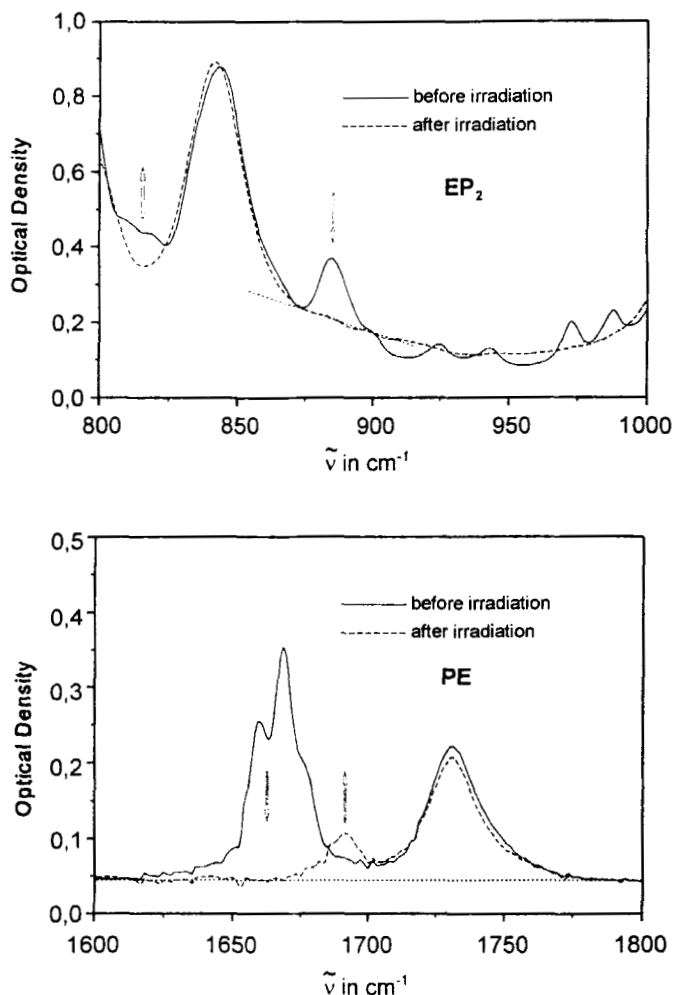 1,0
0,8
0,6
0,4
0,2
0,0
Optical Density
before irradiation
after irradiation
EP₂
800 850 900 950 1000
ν̃ in cm⁻¹
0,5
0,4
0,3
0,2
0,1
0,0
Optical Density
before irradiation
after irradiation
PE
1600 1650 1700 1750 1800
ν̃ in cm⁻¹